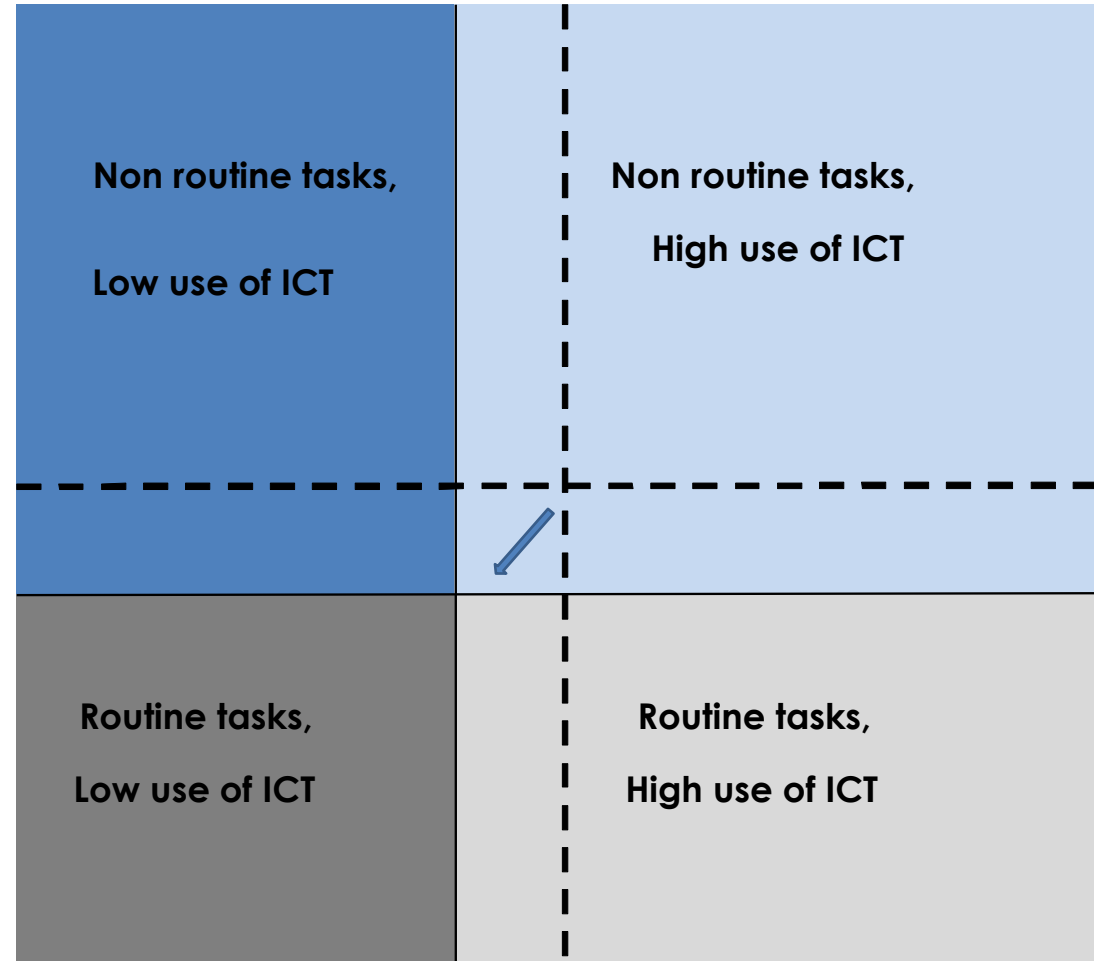 Non routine tasks,
Low use of ICT
Non routine tasks,
High use of ICT
Routine tasks,
Low use of ICT
Routine tasks,
High use of ICT